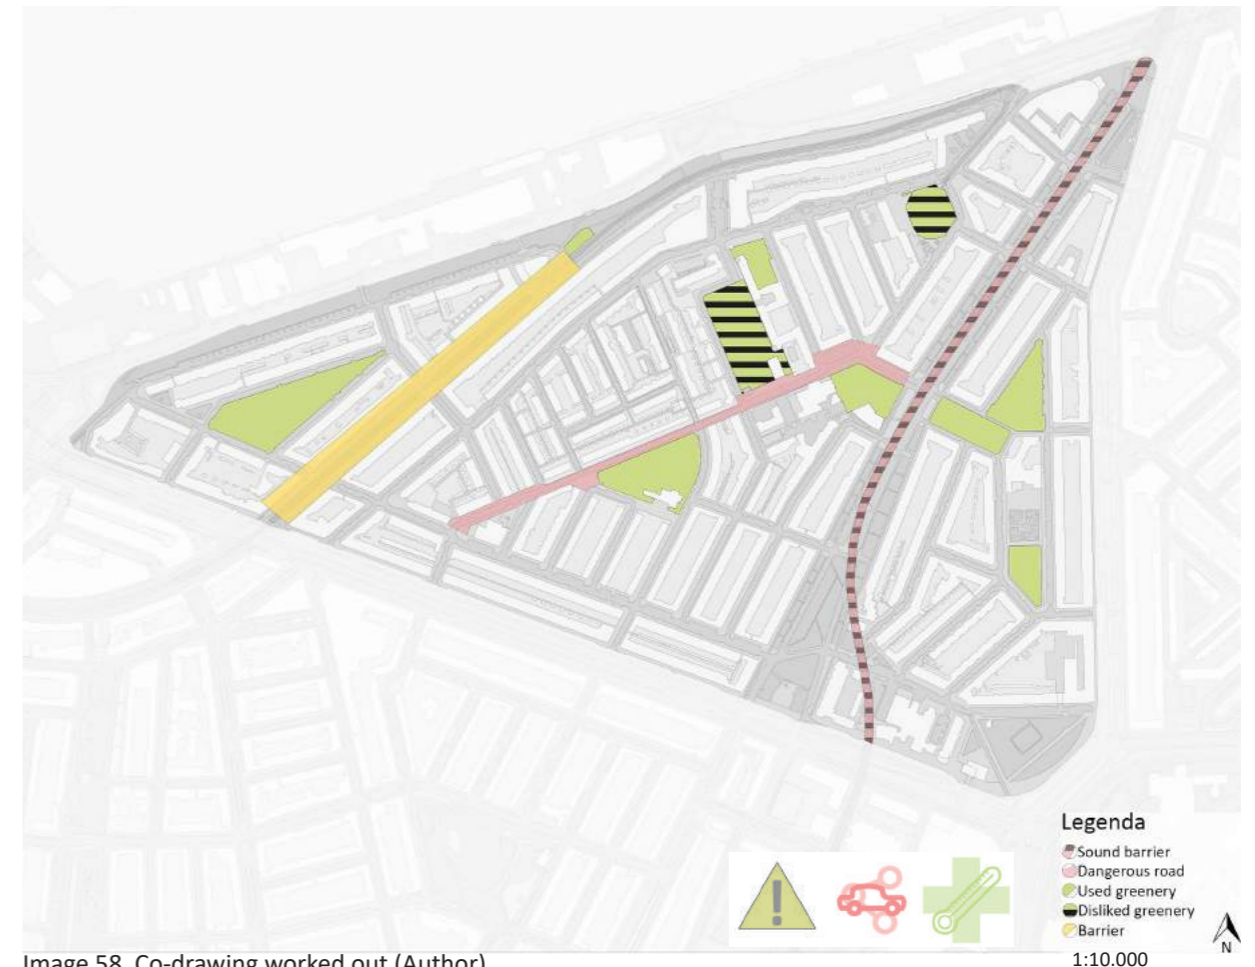 Legenda
Sound barrier
Dangerous road
Used greenery
Disliked greenery
Barrier
N
1:10.000
Image 58. Co-drawing worked out (Author)